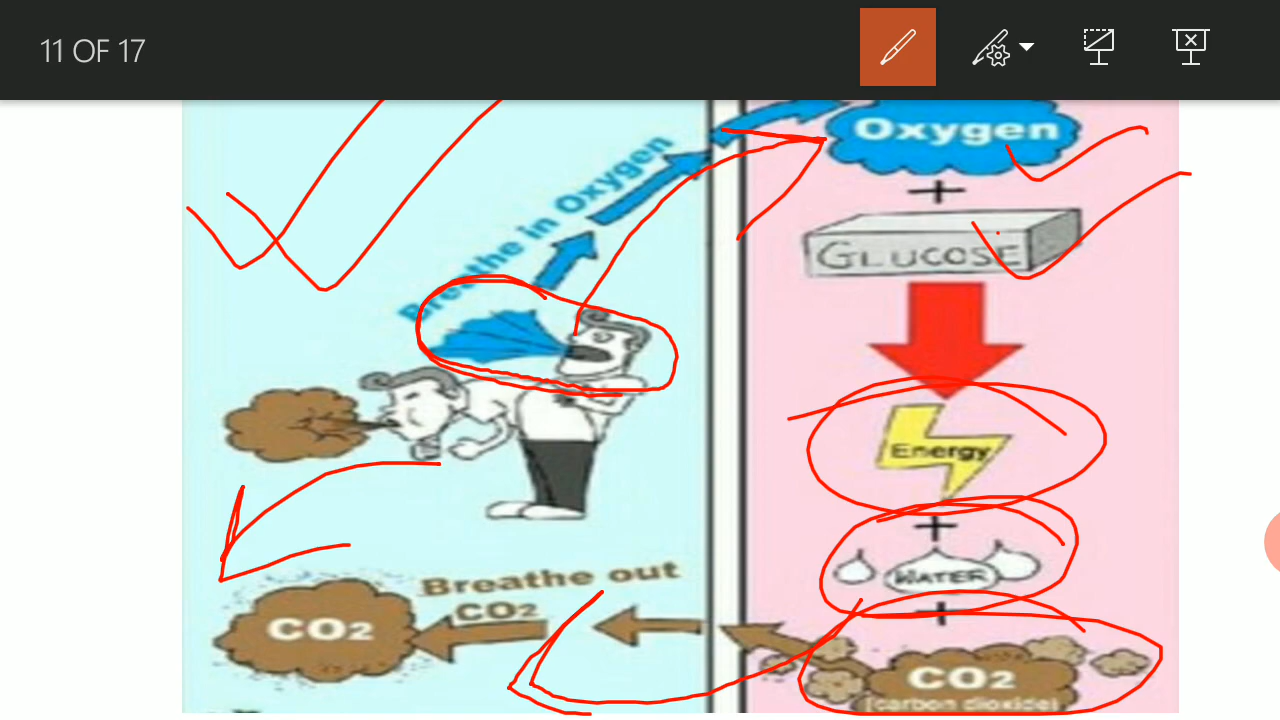 11 OF 17
Oxygen
+
Breathe in Oxygen
GLUCOSE
Energy
+
WATER
+
Breathe out
CO2
CO2
CO2
(carbon dioxide)